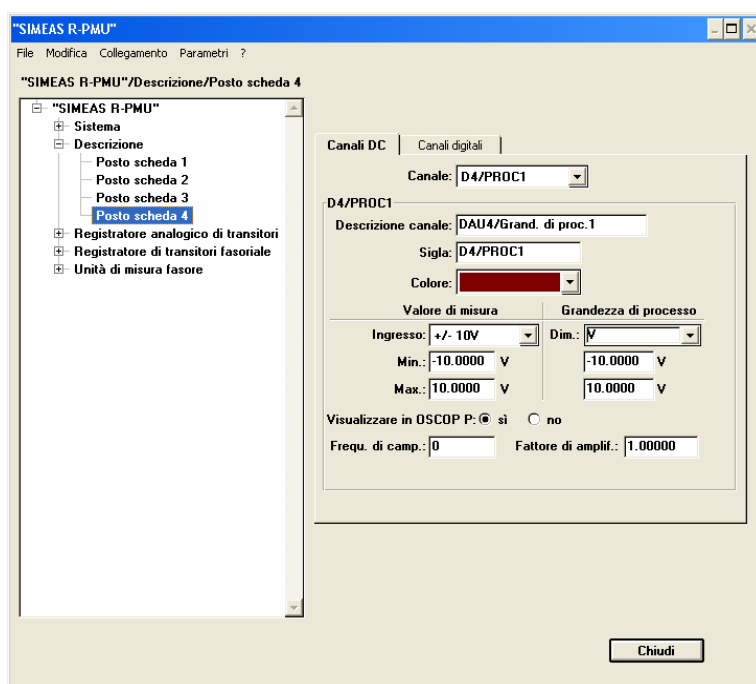 "SIMEAS R-PMU"
File Modifica Collegamento Parametri ?
"SIMEAS R-PMU"/Descrizione/Posto scheda 4
"SIMEAS R-PMU"
Sistema
Descrizione
Posto scheda 1
Posto scheda 2
Posto scheda 3
Posto scheda 4
Registratore analogico di transitori
Registratore di transitori fasoriale
Unità di misura fasore
Canali DC Canali digitali
Canale: D4/PROC1
D4/PROC1
Descrizione canale: DAU4/Grand. di proc.1
Sigla: D4/PROC1
Colore:
Valore di misura Grandezza di processo
Ingresso: +/- 10V Dim.: V
Min.: -10.0000 V -10.0000 V
Max.: 10.0000 V 10.0000 V
Visualizzare in OSCOP P: sì no
Frequ. di camp.: 0 Fattore di amplif.: 1.00000
Chiudi